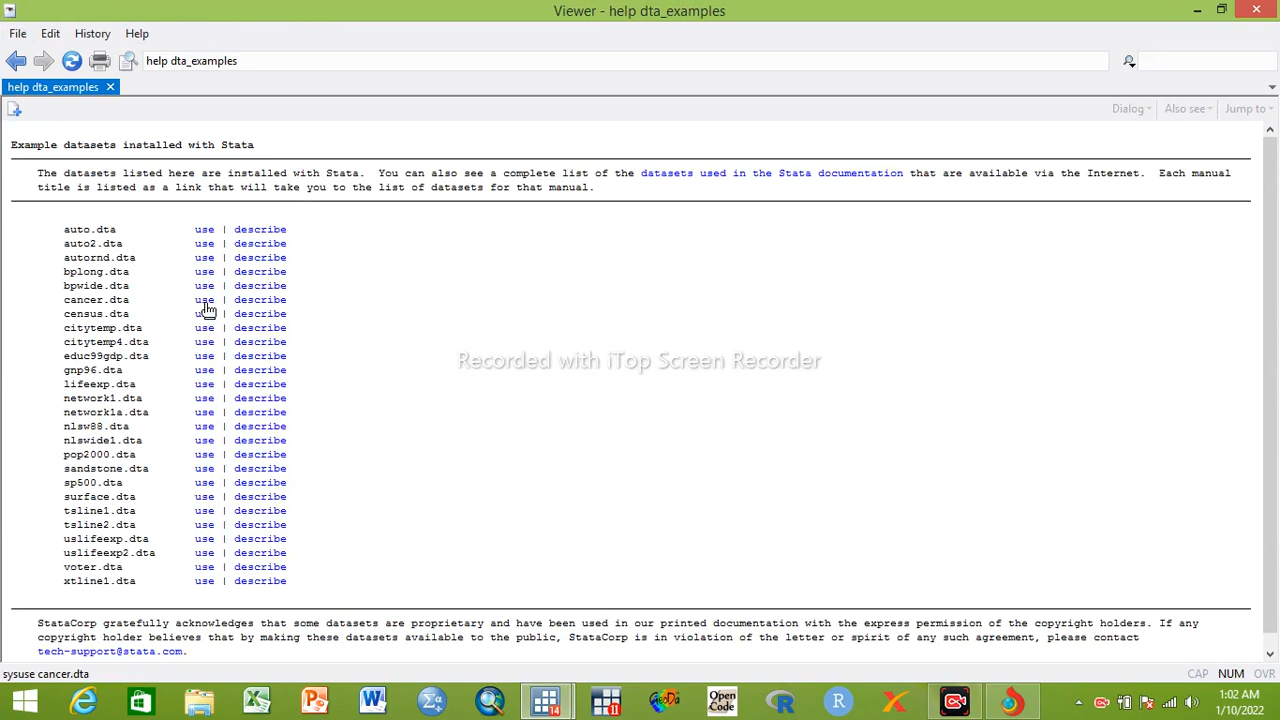 Viewer - help dta_examples
File Edit History Help
help dta_examples
help dta_examples
Dialog Also see Jump to
Example datasets installed with Stata
The datasets listed here are installed with Stata. You can also see a complete list of the datasets used in the Stata documentation that are available via the Internet. Each manual
title is listed as a link that will take you to the list of datasets for that manual.
auto.dta use | describe
auto2.dta use | describe
autornd.dta use | describe
bplong.dta use | describe
bpwide.dta use | describe
cancer.dta use | describe
census.dta use | describe
citytemp.dta use | describe
citytemp4.dta use | describe
educ99gdp.dta use | describe
gnp96.dta use | describe
lifeexp.dta use | describe
network1.dta use | describe
network1a.dta use | describe
nlsw88.dta use | describe
nlswide1.dta use | describe
pop2000.dta use | describe
sandstone.dta use | describe
sp500.dta use | describe
surface.dta use | describe
tsline1.dta use | describe
tsline2.dta use | describe
uslifeexp.dta use | describe
uslifeexp2.dta use | describe
voter.dta use | describe
xtline1.dta use | describe
Recorded with iTop Screen Recorder
StataCorp gratefully acknowledges that some datasets are proprietary and have been used in our printed documentation with the express permission of the copyright holders. If any
copyright holder believes that by making these datasets available to the public, StataCorp is in violation of the letter or spirit of any such agreement, please contact
tech-support@stata.com.
sysuse cancer.dta
CAP NUM OVR
14
11
GeoDa
Open
Code
R
R
1:02 AM
1/10/2022